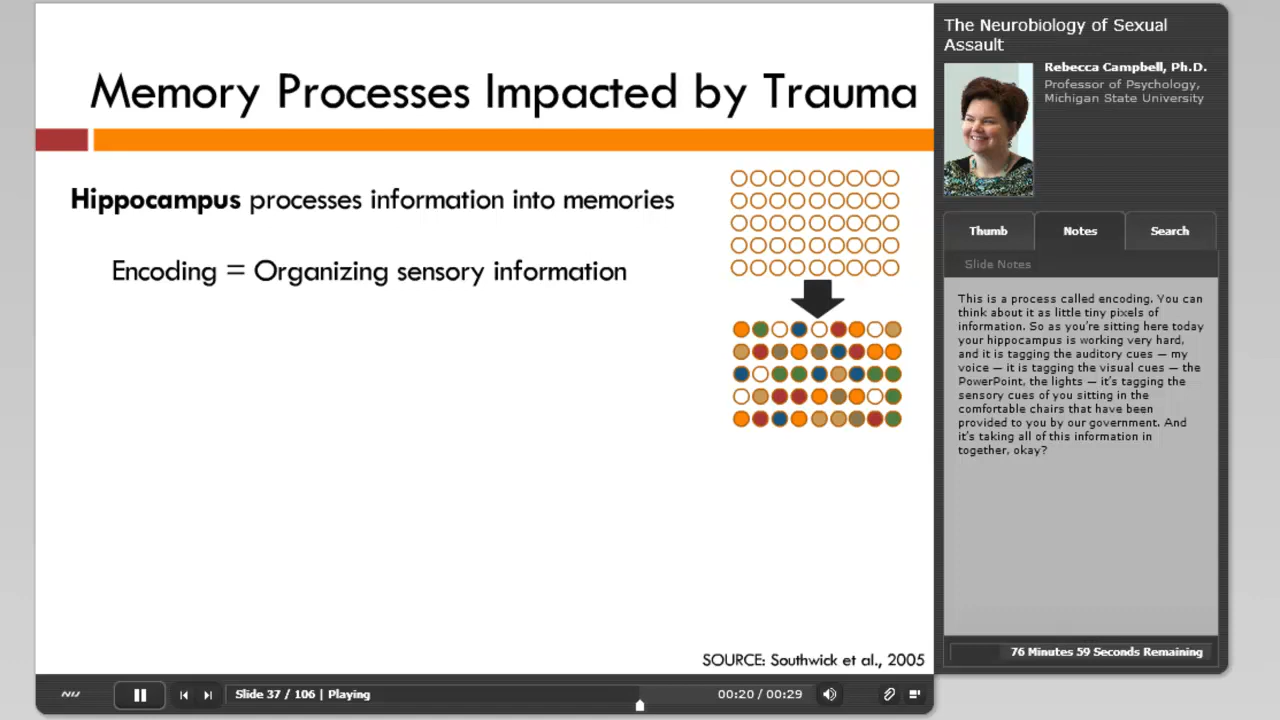 The Neurobiology of Sexual
Assault
Rebecca Campbell, Ph.D.
Professor of Psychology,
Michigan State University
Memory Processes Impacted by Trauma
Hippocampus processes information into memories
Encoding = Organizing sensory information
SOURCE: Southwick et al., 2005
Thumb
Notes
Search
Slide Notes
This is a process called encoding. You can
think about it as little tiny pixels of
information. So as you're sitting here today
your hippocampus is working very hard,
and it is tagging the auditory cues — my
voice — it is tagging the visual cues — the
PowerPoint, the lights — it's tagging the
sensory cues of you sitting in the
comfortable chairs that have been
provided to you by our government. And
it's taking all of this information in
together, okay?
76 Minutes 59 Seconds Remaining
NIJ
Slide 37 / 106 | Playing
00:20 / 00:29